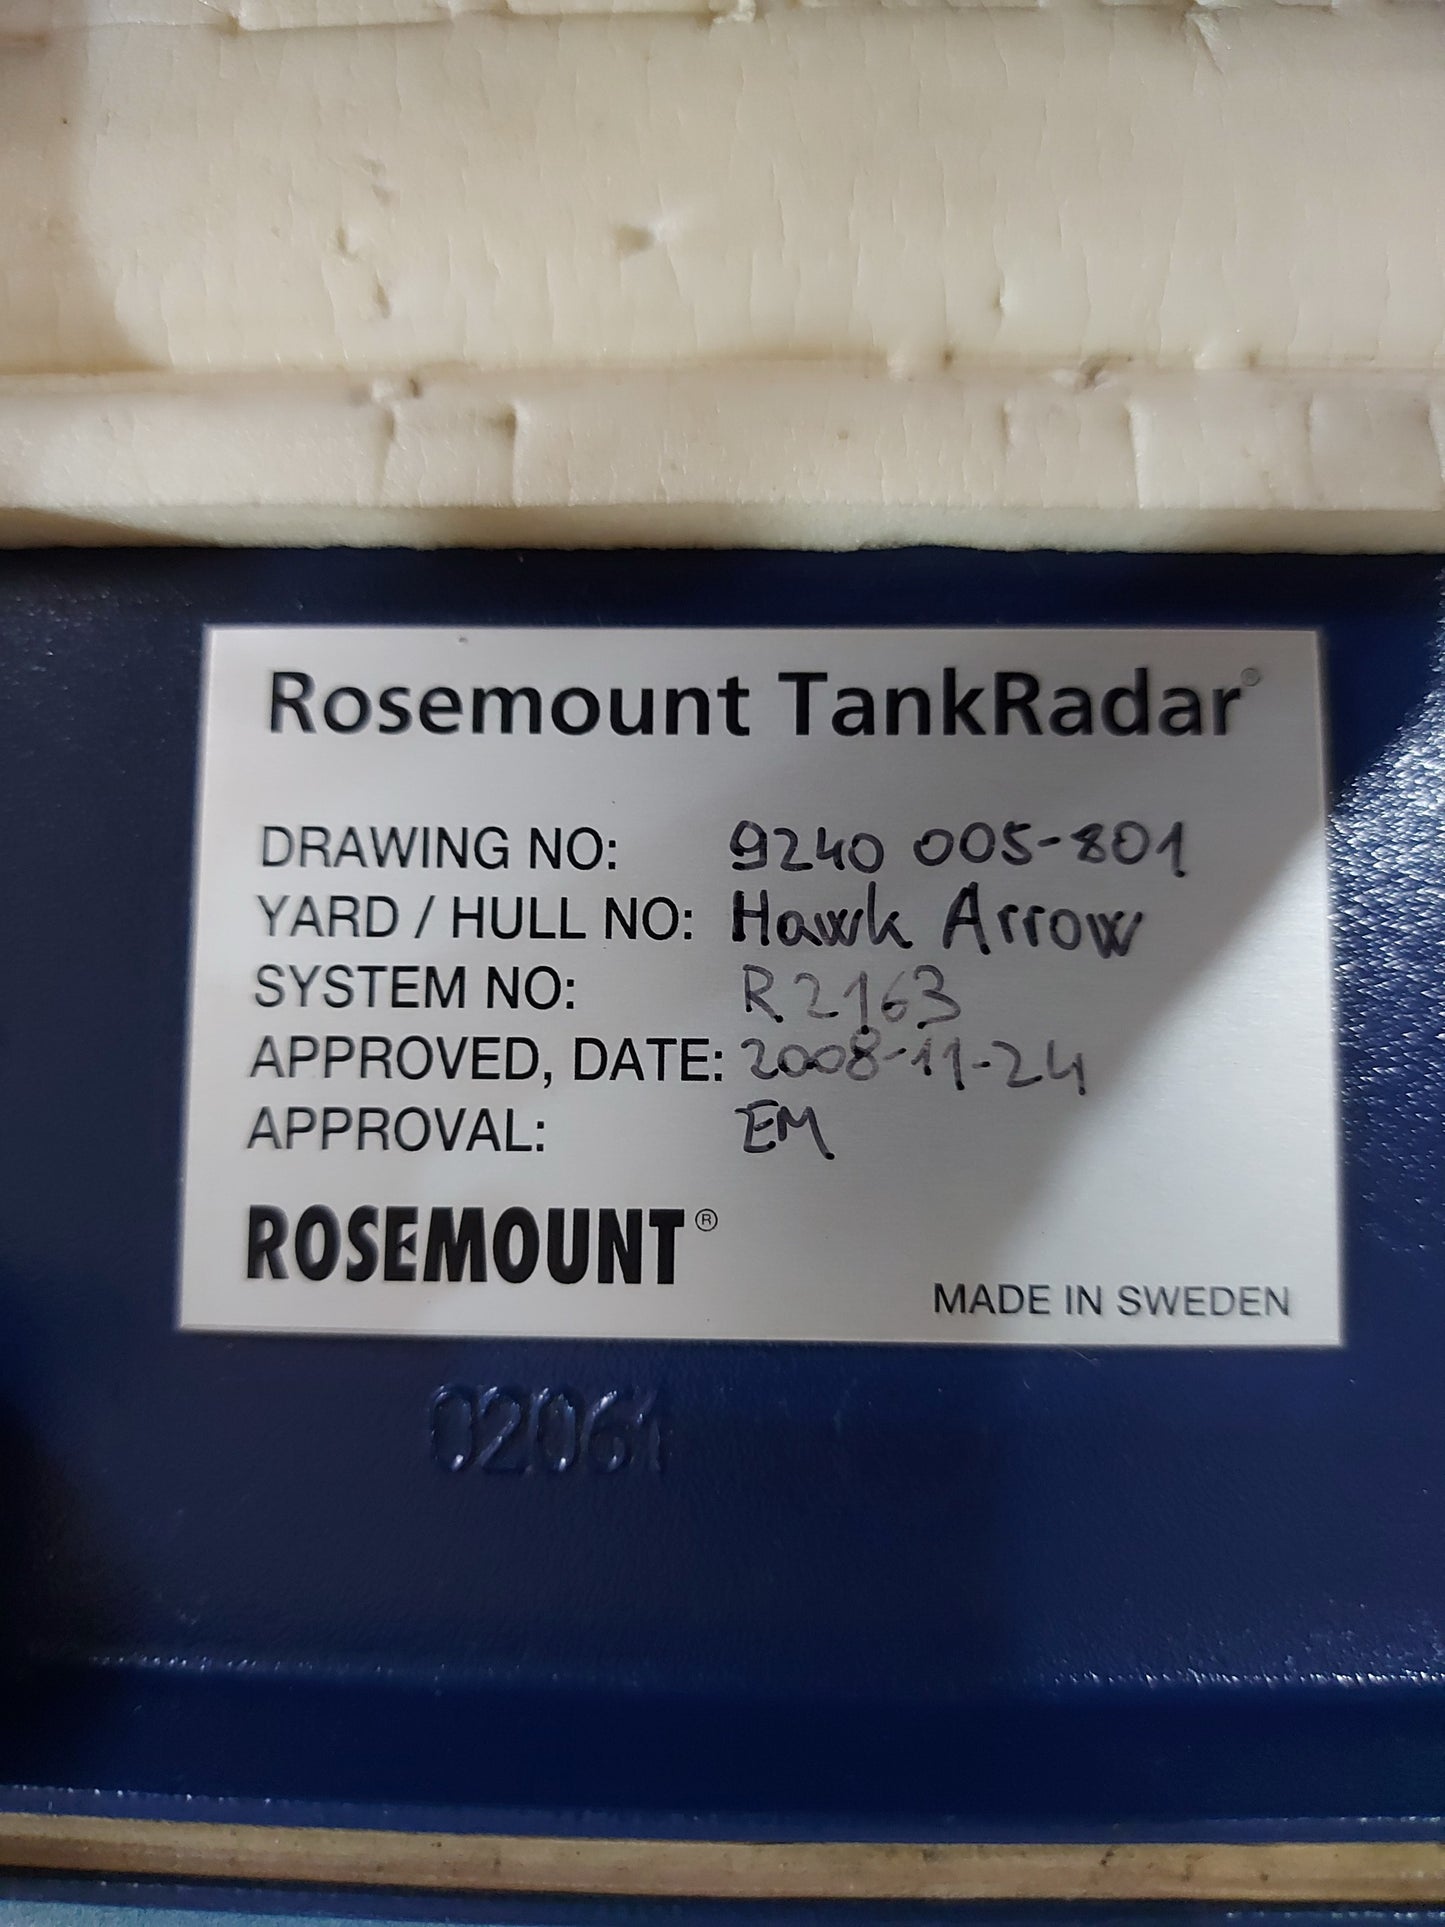 Rosemount TankRadar®
DRAWING NO: 9240 005-801
YARD / HULL NO: Hawk Arrow
SYSTEM NO: R2163
APPROVED, DATE: 2008-11-24
APPROVAL: EM
ROSEMOUNT®
MADE IN SWEDEN
02061